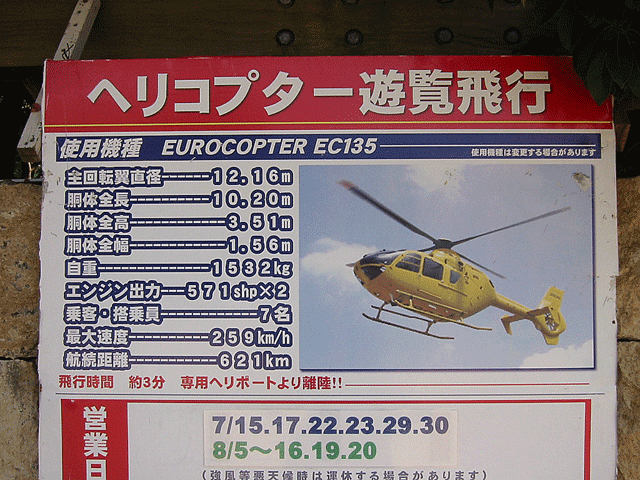 ヘリコプター遊覧飛行
使用機種 EUROCOPTER EC135
使用機種は変更する場合があります
主回転翼直径------12.16m
胴体全長----------10.20m
胴体全高------------3.51m
胴体全幅------------1.56m
自重--------------1532kg
エンジン出力---571shp×2
乗客・搭乗員------------7名
最大速度----------259km/h
航続距離------------621km
飛行時間 約3分 専用ヘリポートより離陸!!
営業日
7/15.17.22.23.29.30
8/5〜16.19.20
(強風等悪天候時は運休する場合があります)